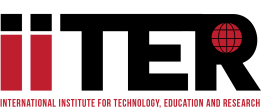 iiTER
INTERNATIONAL INSTITUTE FOR TECHNOLOGY, EDUCATION AND RESEARCH